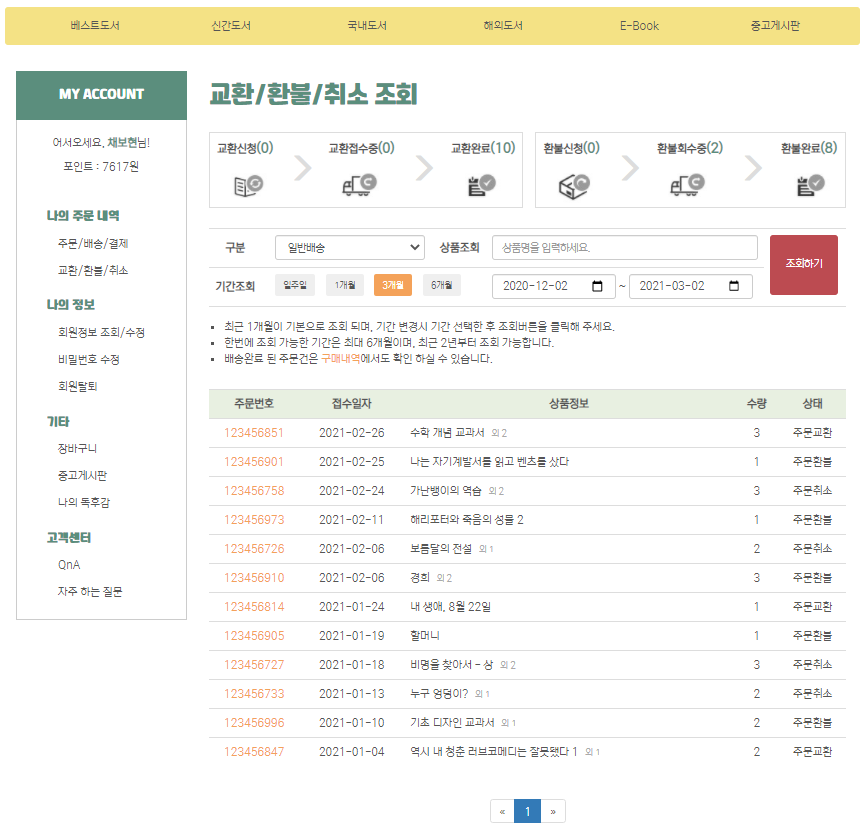 베스트도서 신간도서 국내도서 해외도서 E-Book 중고게시판
MY ACCOUNT
어서오세요, 채보현님!
포인트 : 7617원
나의 주문 내역
주문/배송/결제
교환/환불/취소
나의 정보
회원정보 조회/수정
비밀번호 수정
회원탈퇴
기타
장바구니
중고게시판
나의 독후감
고객센터
QnA
자주 하는 질문
교환/환불/취소 조회
교환신청(0) 교환접수중(0) 교환완료(10) 환불신청(0) 환불회수중(2) 환불완료(8)
구분 일반배송 상품조회 상품명을 입력하세요. 조회하기
기간조회 일주일 1개월 3개월 6개월 2020-12-02 ~ 2021-03-02
▪ 최근 1개월이 기본으로 조회 되며, 기간 변경시 기간 선택한 후 조회버튼을 클릭해 주세요.
▪ 한번에 조회 가능한 기간은 최대 6개월이며, 최근 2년부터 조회 가능합니다.
▪ 배송완료 된 주문건은 구매내역에서도 확인 하실 수 있습니다.
주문번호 접수일자 상품정보 수량 상태
123456851 2021-02-26 수학 개념 교과서 외 2 3 주문교환
123456901 2021-02-25 나는 자기계발서를 읽고 벤츠를 샀다 1 주문환불
123456758 2021-02-24 가난뱅이의 역습 외 2 3 주문취소
123456973 2021-02-11 해리포터와 죽음의 성물 2 1 주문환불
123456726 2021-02-06 보름달의 전설 외 1 2 주문취소
123456910 2021-02-06 경희 외 2 3 주문환불
123456814 2021-01-24 내 생애, 8월 22일 1 주문교환
123456905 2021-01-19 할머니 1 주문환불
123456727 2021-01-18 비명을 찾아서 - 상 외 2 3 주문취소
123456733 2021-01-13 누구 엉덩이? 외 1 2 주문취소
123456996 2021-01-10 기초 디자인 교과서 외 1 2 주문환불
123456847 2021-01-04 역시 내 청춘 러브코메디는 잘못됐다 1 외 1 2 주문교환
« 1 »